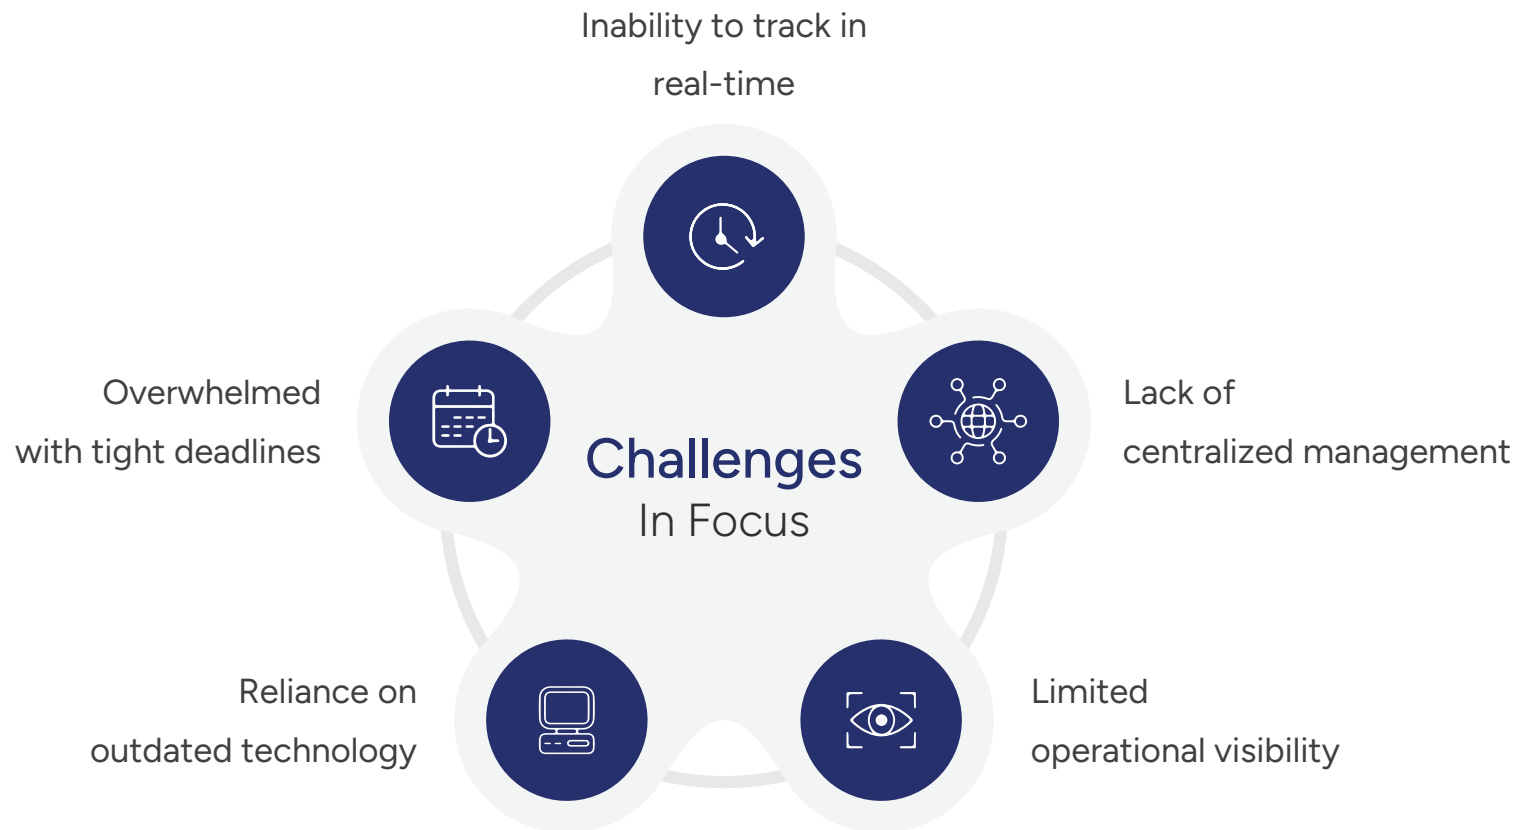 Inability to track in
real-time
Overwhelmed
with tight deadlines
Lack of
centralized management
Challenges
In Focus
Reliance on
outdated technology
Limited
operational visibility